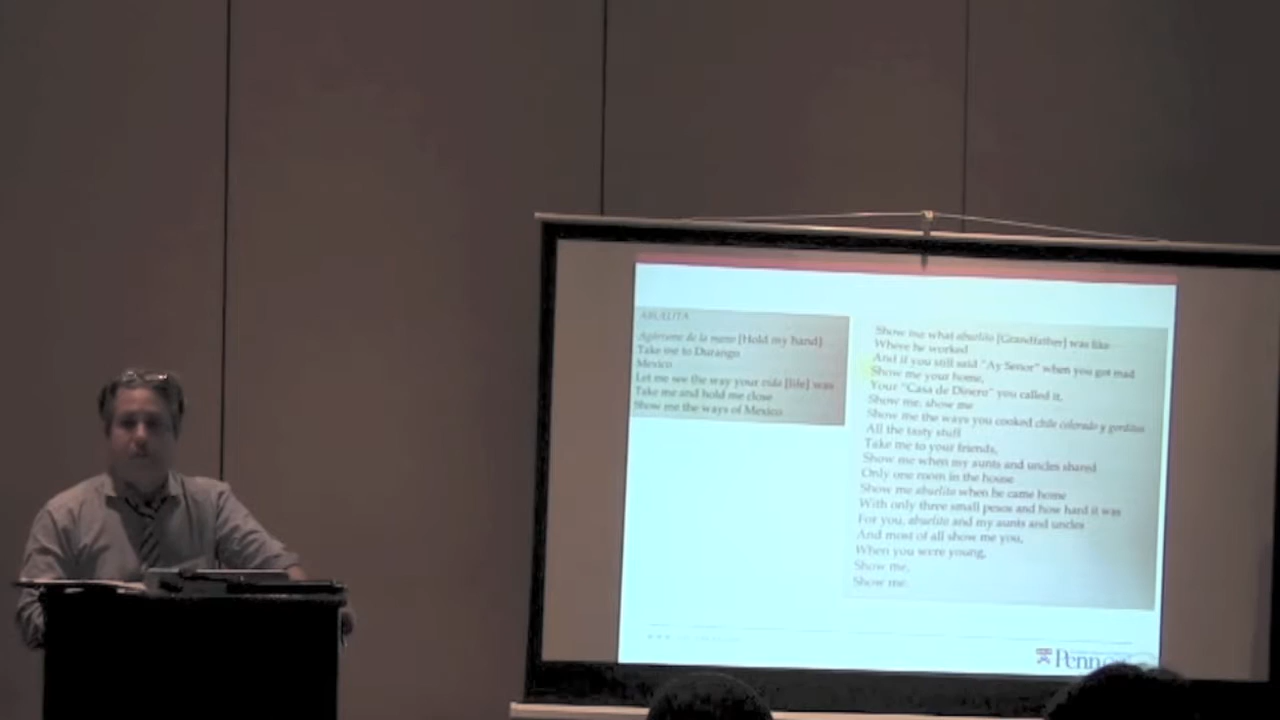 ABUELITA
Agárrame de la mano [Hold my hand]
Take me to Durango
Mexico
Let me see the way your vida [life] was
Take me and hold me close
Show me the ways of Mexico
Show me what abuelito [Grandfather] was like
Where he worked
And if you still said "Ay Senor" when you got mad
Show me your home,
Your "Casa de Dinero" you called it,
Show me, show me
Show me the ways you cooked chile colorado y gorditas
All the tasty stuff
Take me to your friends,
Show me when my aunts and uncles shared
Only one room in the house
Show me abuelito when he came home
With only three small pesos and how hard it was
For you, abuelito and my aunts and uncles
And most of all show me you,
When you were young,
Show me,
Show me.
Penn